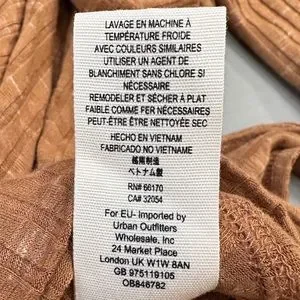 LAVAGE EN MACHINE À
TEMPÉRATURE FROIDE
AVEC COULEURS SIMILAIRES
UTILISER UN AGENT DE
BLANCHIMENT SANS CHLORE SI
NÉCESSAIRE
REMODELER ET SÉCHER À PLAT
FAIBLE COMME FER NÉCESSAIRES
PEUT-ÊTRE ÊTRE NETTOYÉE SEC
HECHO EN VIETNAM
FABRICADO NO VIETNAME
越南制造
ベトナム製
RN# 66170
CA# 32054
For EU- imported by
Urban Outfitters
Wholesale, Inc
24 Market Place
London UK W1W 8AN
GB 975119105
OB846782